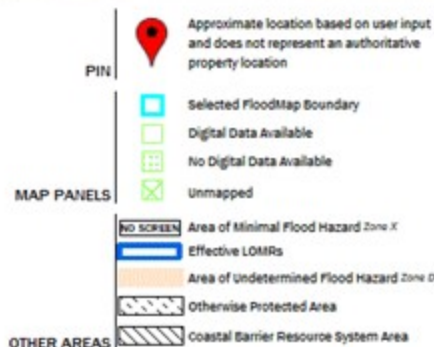 Approximate location based on user input
and does not represent an authoritative
property location
PIN
Selected FloodMap Boundary
Digital Data Available
No Digital Data Available
Unmapped
MAP PANELS
NO SCREEN Area of Minimal Flood Hazard Zone X
Effective LOMRs
Area of Undetermined Flood Hazard Zone D
Otherwise Protected Area
Coastal Barrier Resource System Area
OTHER AREAS